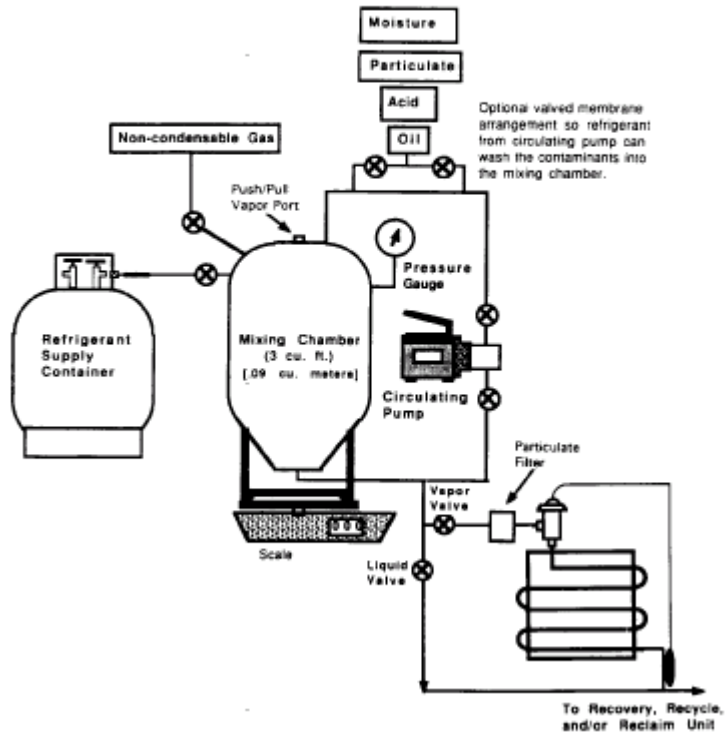 Moisture
Particulate
Acid
Oil
Optional valved membrane
arrangement so refrigerant
from circulating pump can
wash the contaminants into
the mixing chamber.
Non-condensable Gas
Push/Pull
Vapor Port
Pressure
Gauge
Refrigerant
Supply
Container
Mixing Chamber
(3 cu. ft.)
[.09 cu. meters]
Circulating
Pump
Particulate
Filter
Vapor
Valve
Scale
Liquid
Valve
To Recovery, Recycle,
and/or Reclaim Unit